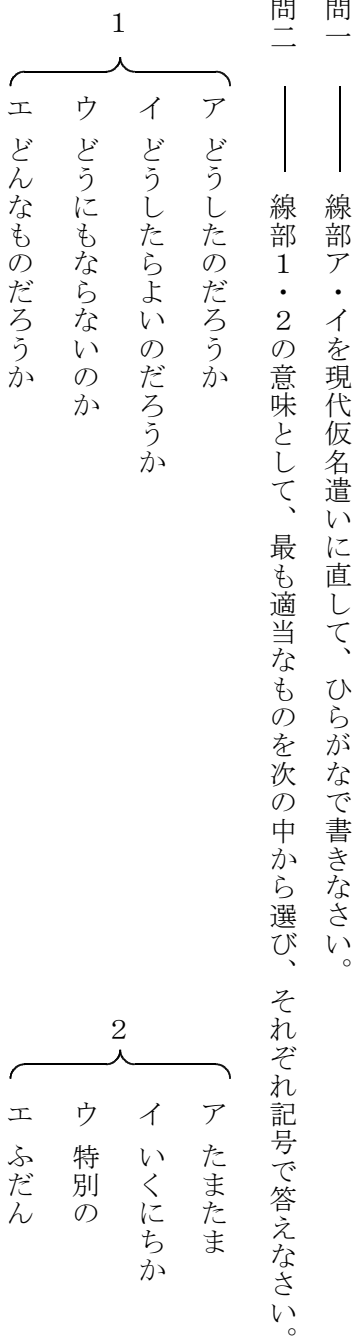 問一 ―― 線部ア・イを現代仮名遣いに直して、ひらがなで書きなさい。
問二 ―― 線部1・2の意味として、最も適当なものを次の中から選び、それぞれ記号で答えなさい。
1
ア どうしたのだろうか
イ どうしたらよいのだろうか
ウ どうにもならないのか
エ どんなものだろうか
2
ア たまたま
イ いくにちか
ウ 特別の
エ ふだん